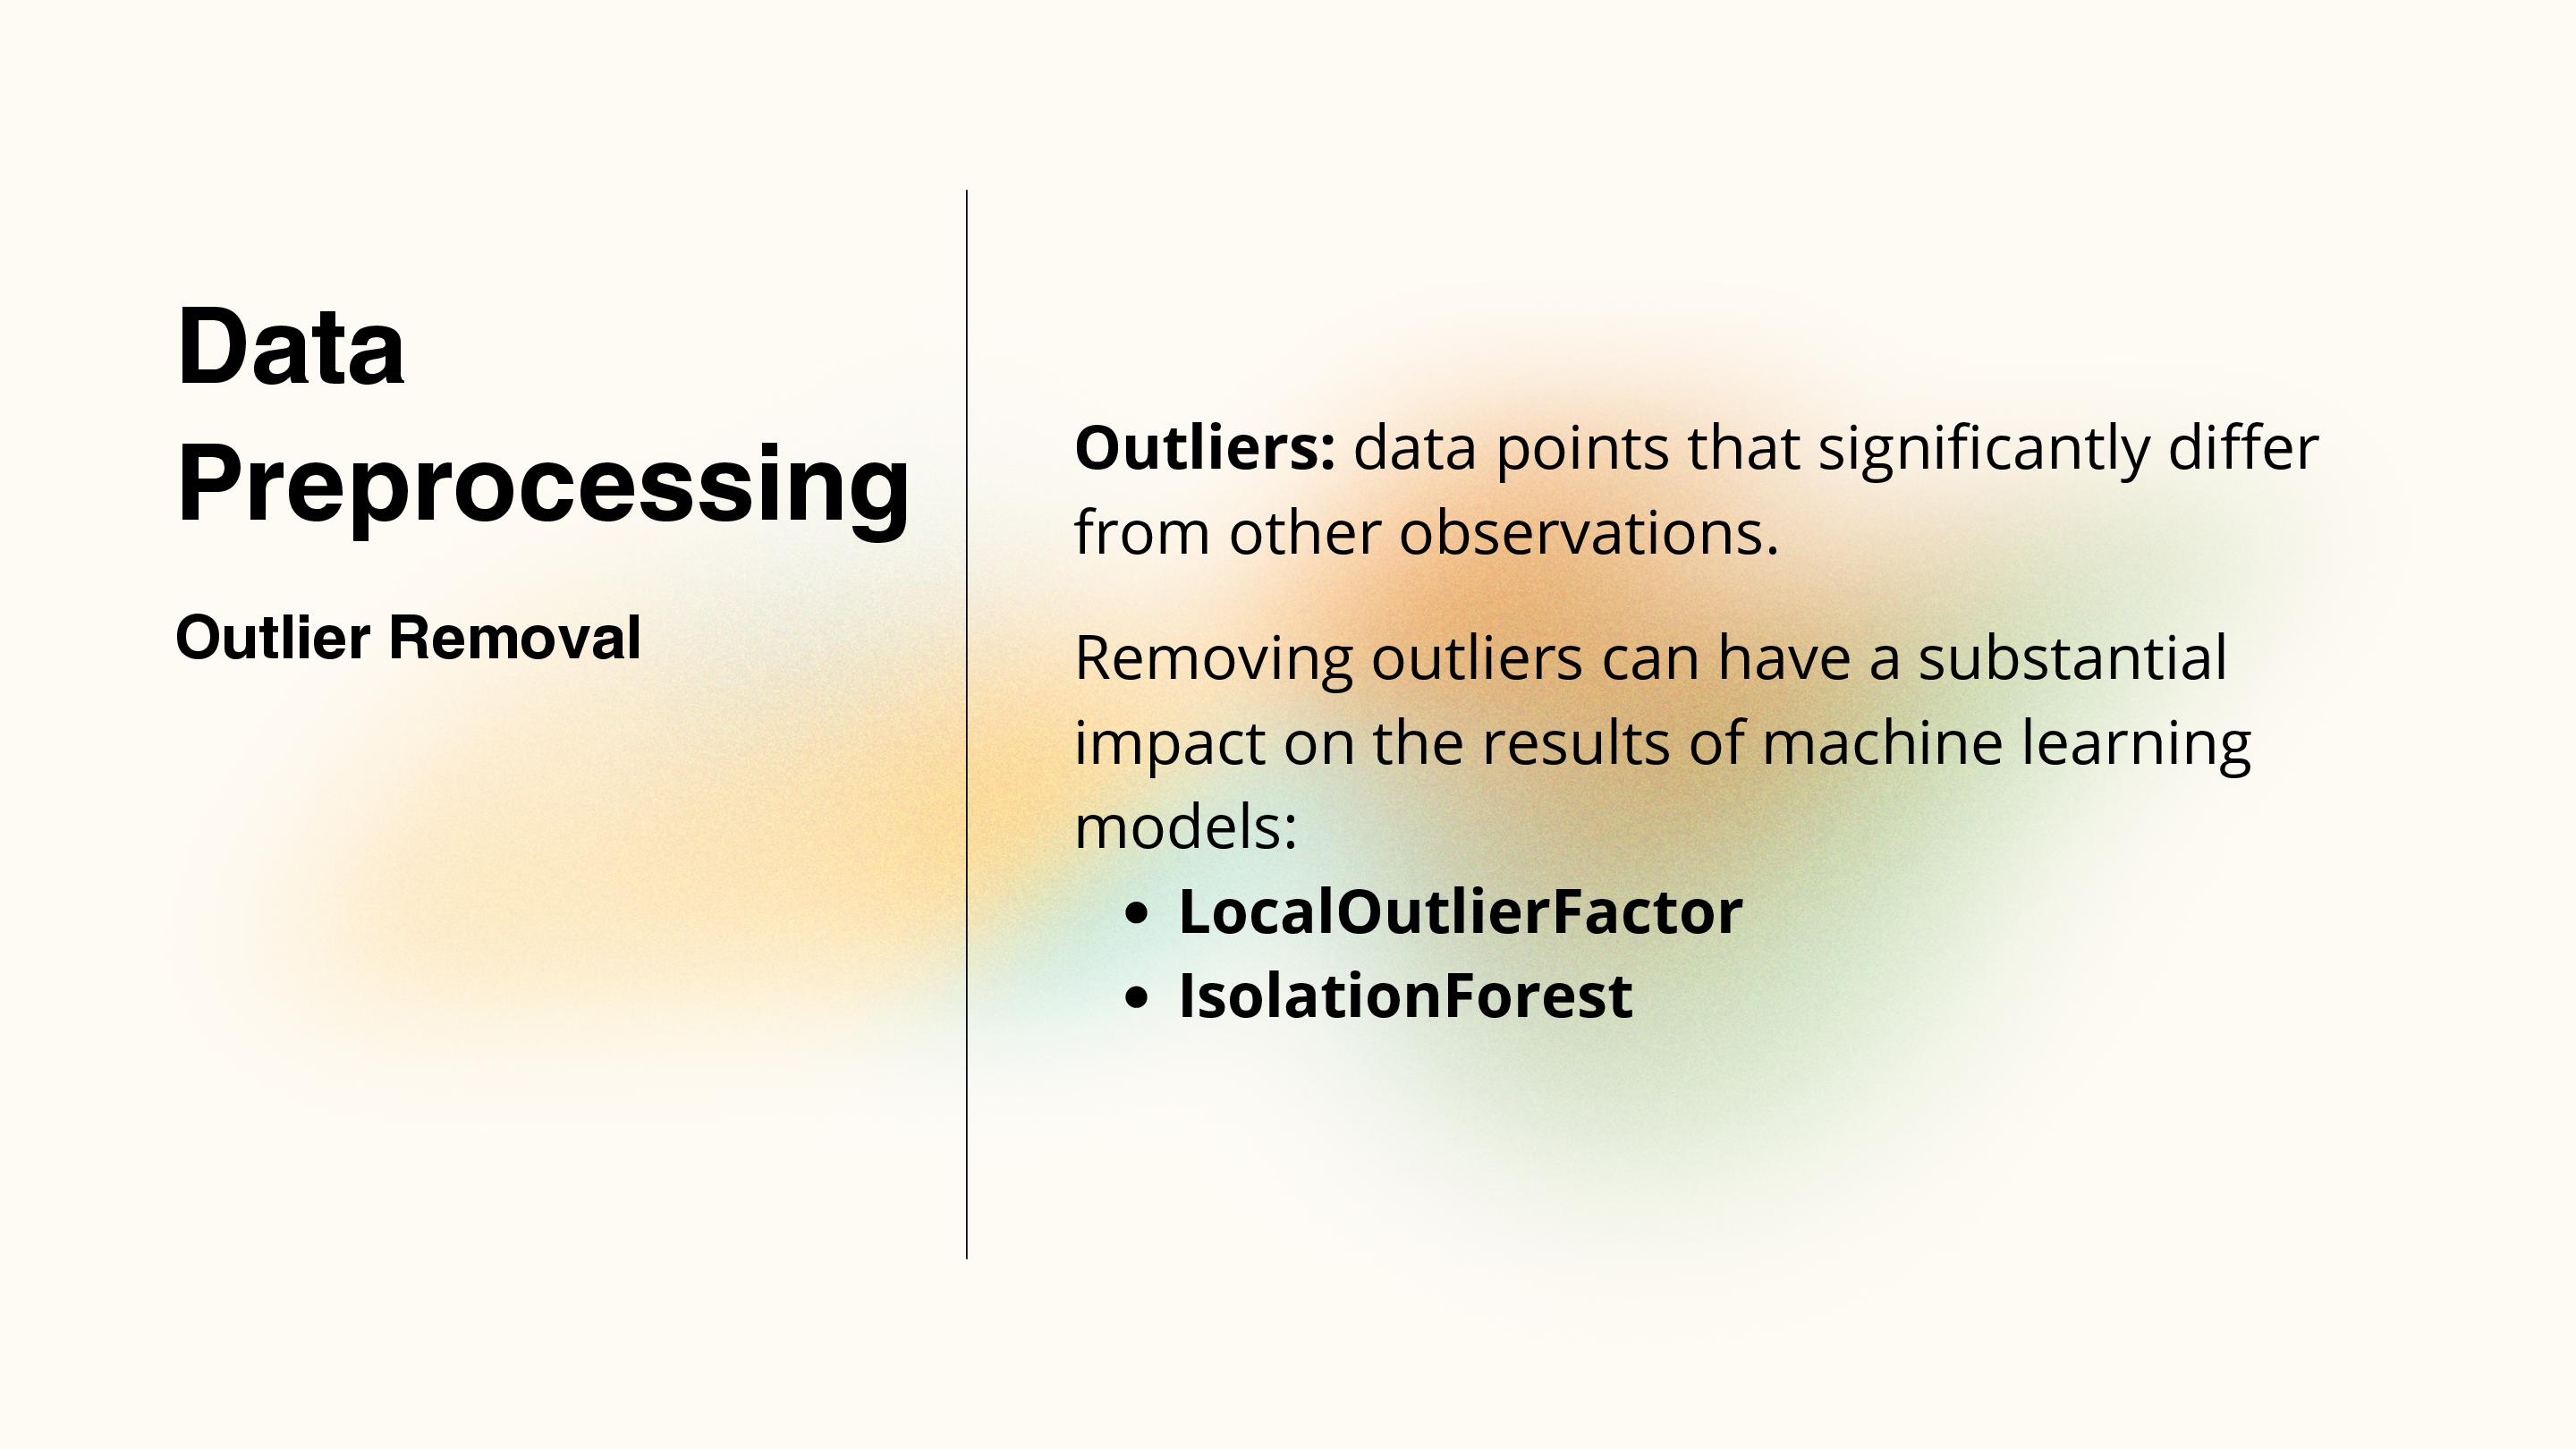 Data
Preprocessing
Outlier Removal
Outliers: data points that significantly differ
from other observations.
Removing outliers can have a substantial
impact on the results of machine learning
models:
• LocalOutlierFactor
• IsolationForest